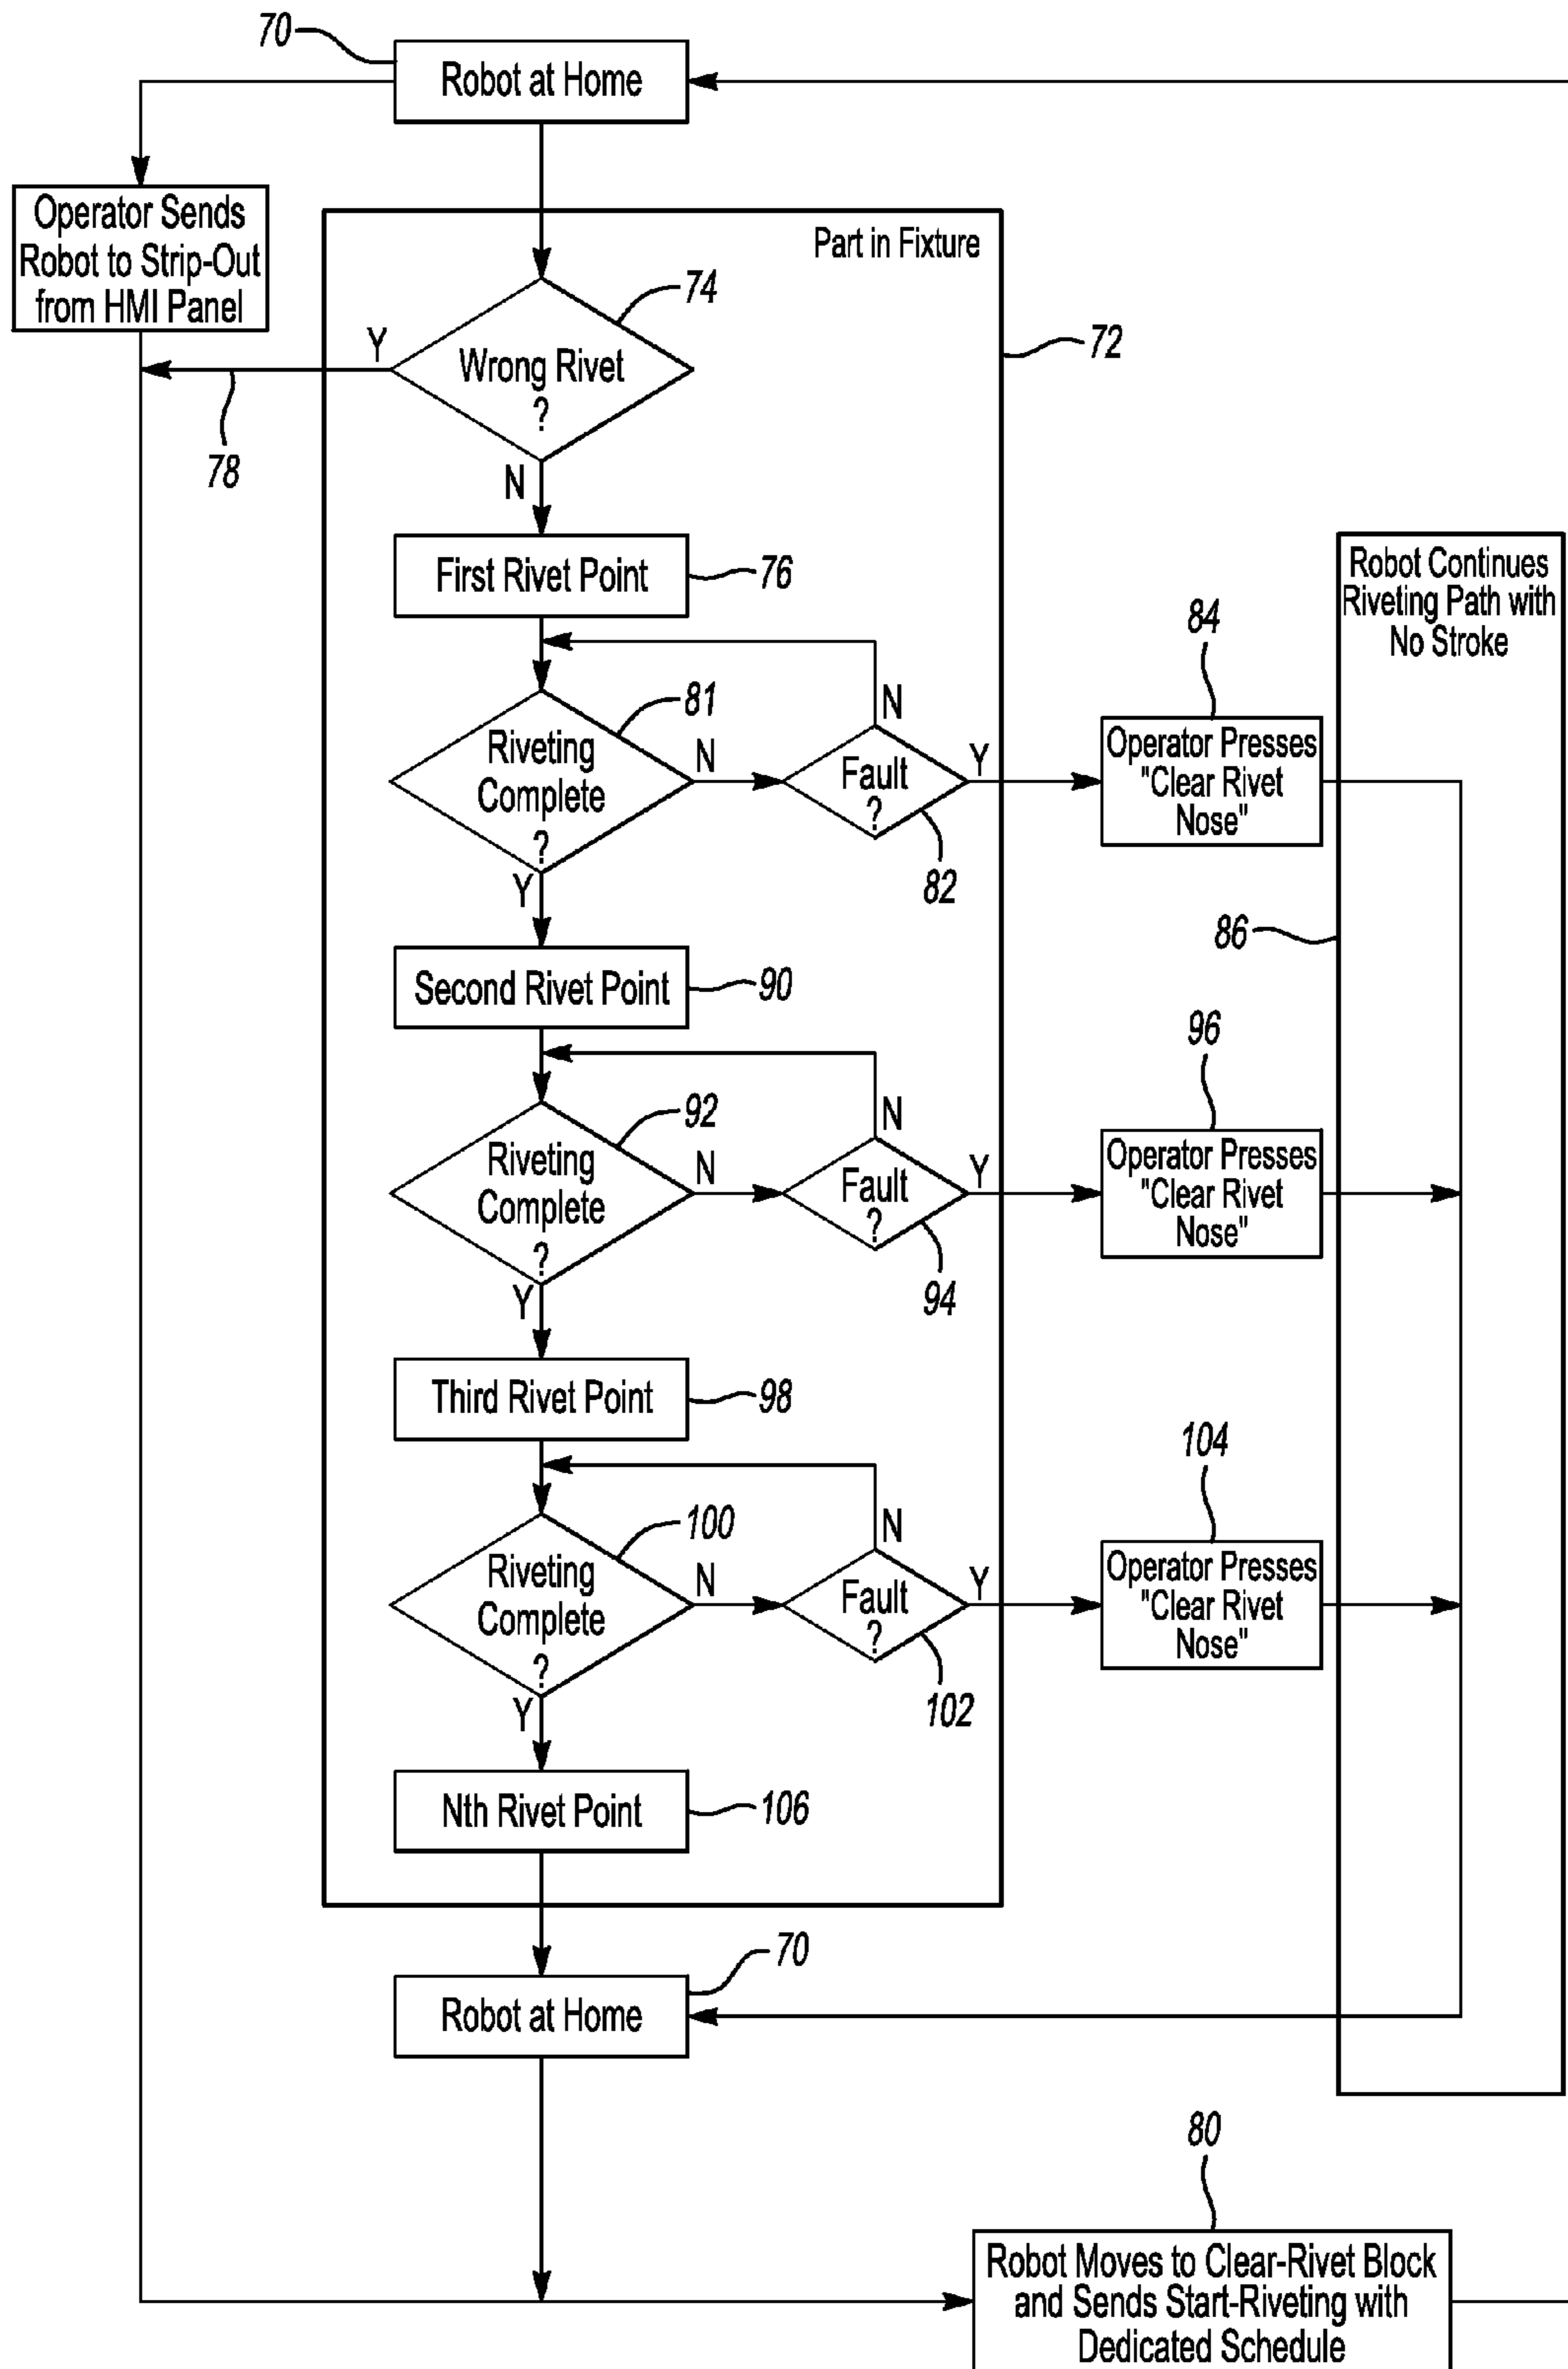 70
Robot at Home
Operator Sends
Robot to Strip-Out
from HMI Panel
Part in Fixture
74
72
Y
Wrong Rivet
?
78
N
First Rivet Point
76
Robot Continues
Riveting Path with
No Stroke
84
81
N
Riveting
Complete
?
N
Fault
?
Y
Operator Presses
"Clear Rivet
Nose"
82
Y
86
Second Rivet Point
90
96
92
N
Riveting
Complete
?
N
Fault
?
Y
Operator Presses
"Clear Rivet
Nose"
94
Y
Third Rivet Point
98
104
100
N
Riveting
Complete
?
N
Fault
?
Y
Operator Presses
"Clear Rivet
Nose"
102
Y
Nth Rivet Point
106
70
Robot at Home
80
Robot Moves to Clear-Rivet Block
and Sends Start-Riveting with
Dedicated Schedule